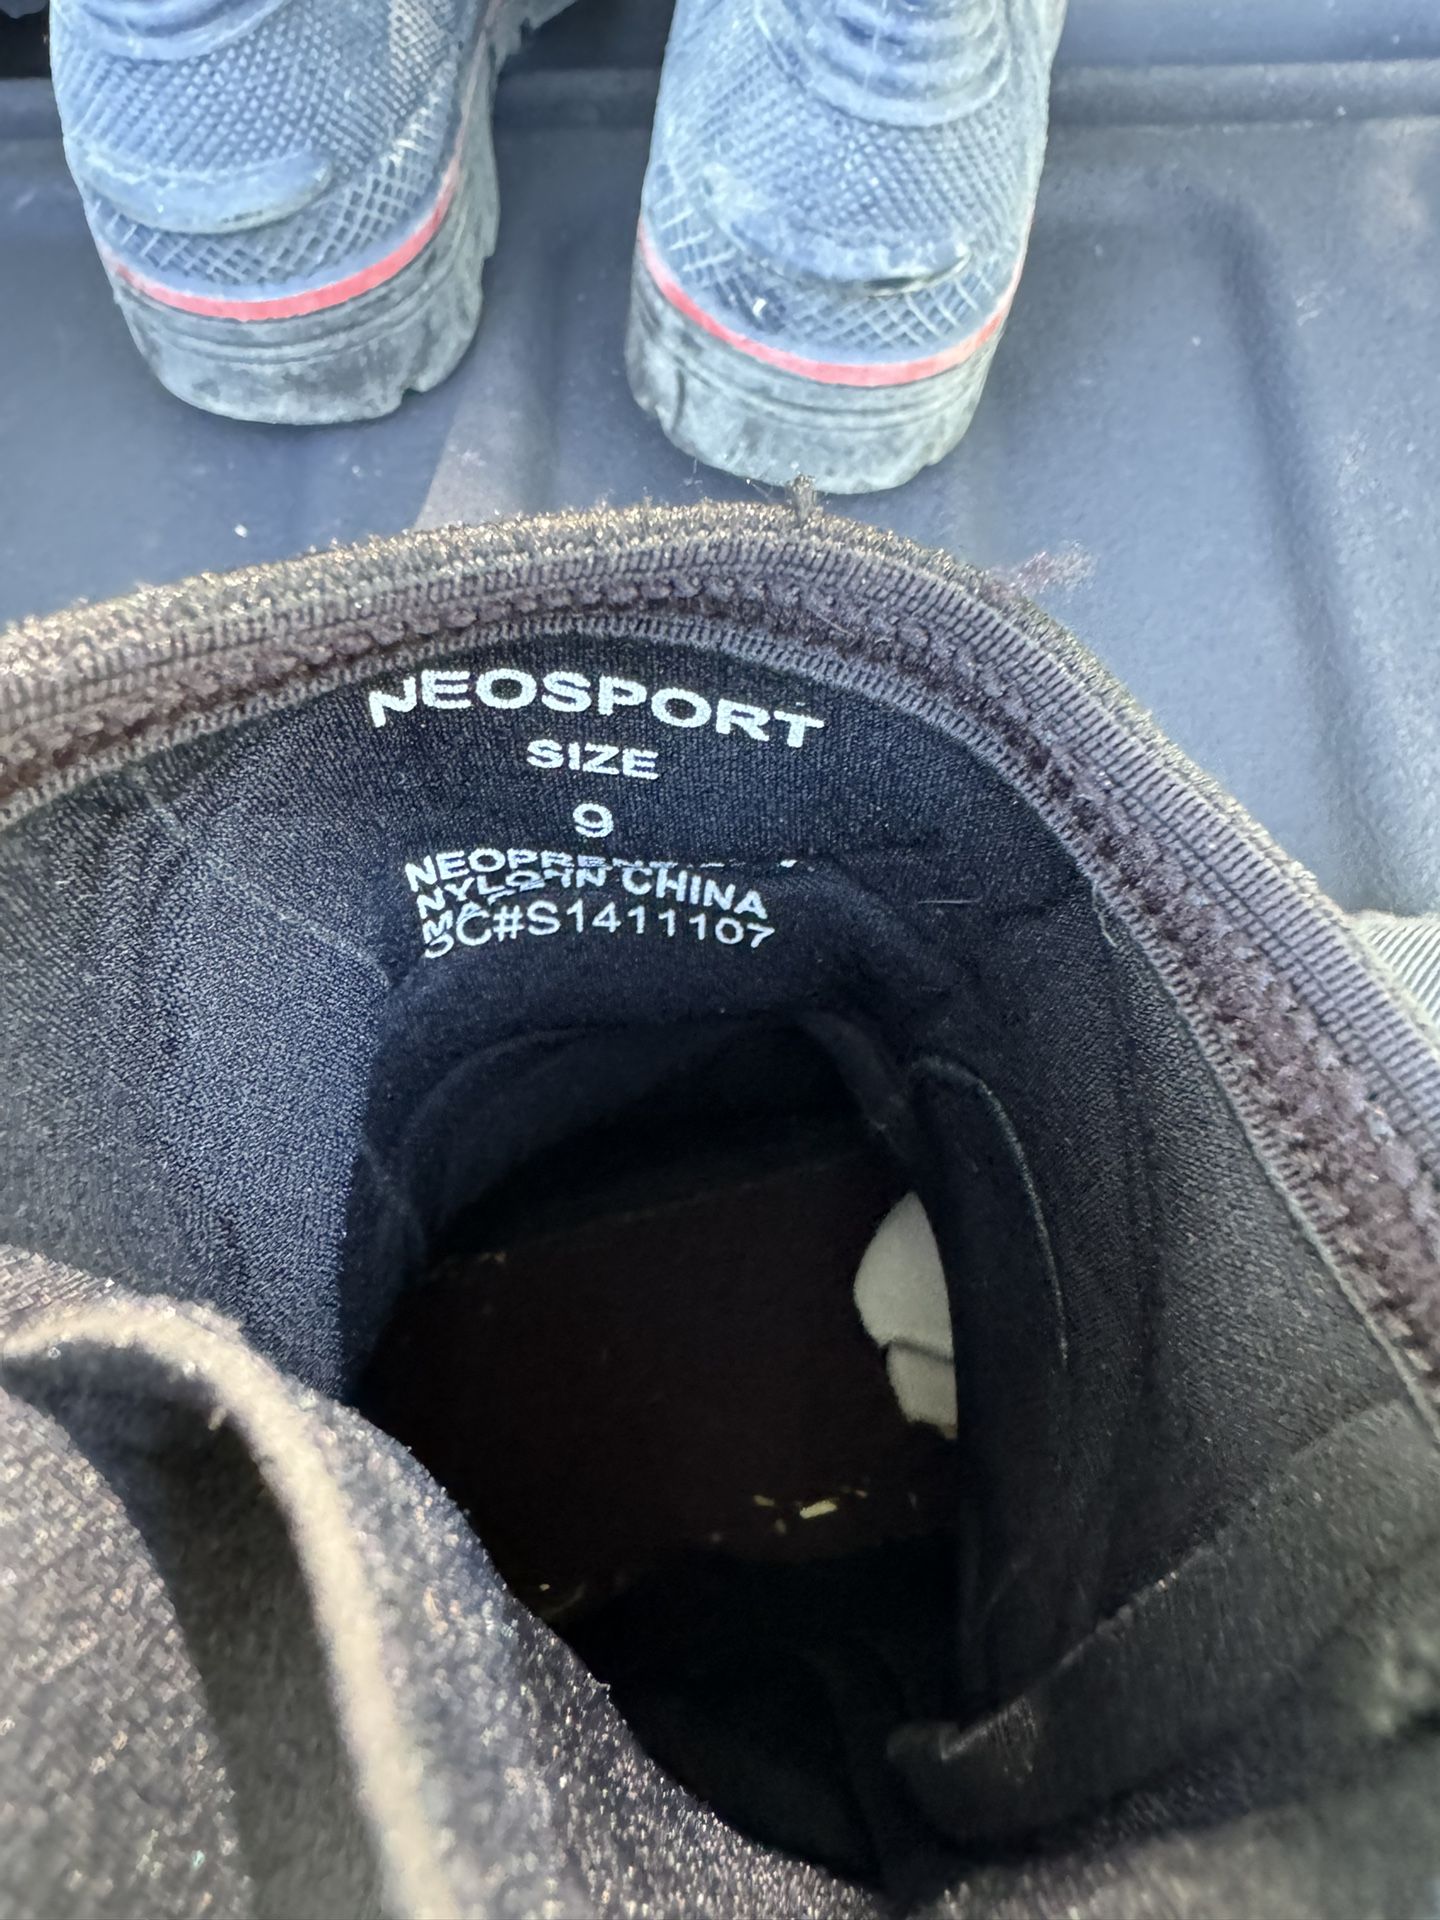 NEOSPORT
SIZE
9
CHINA
C#S1411107